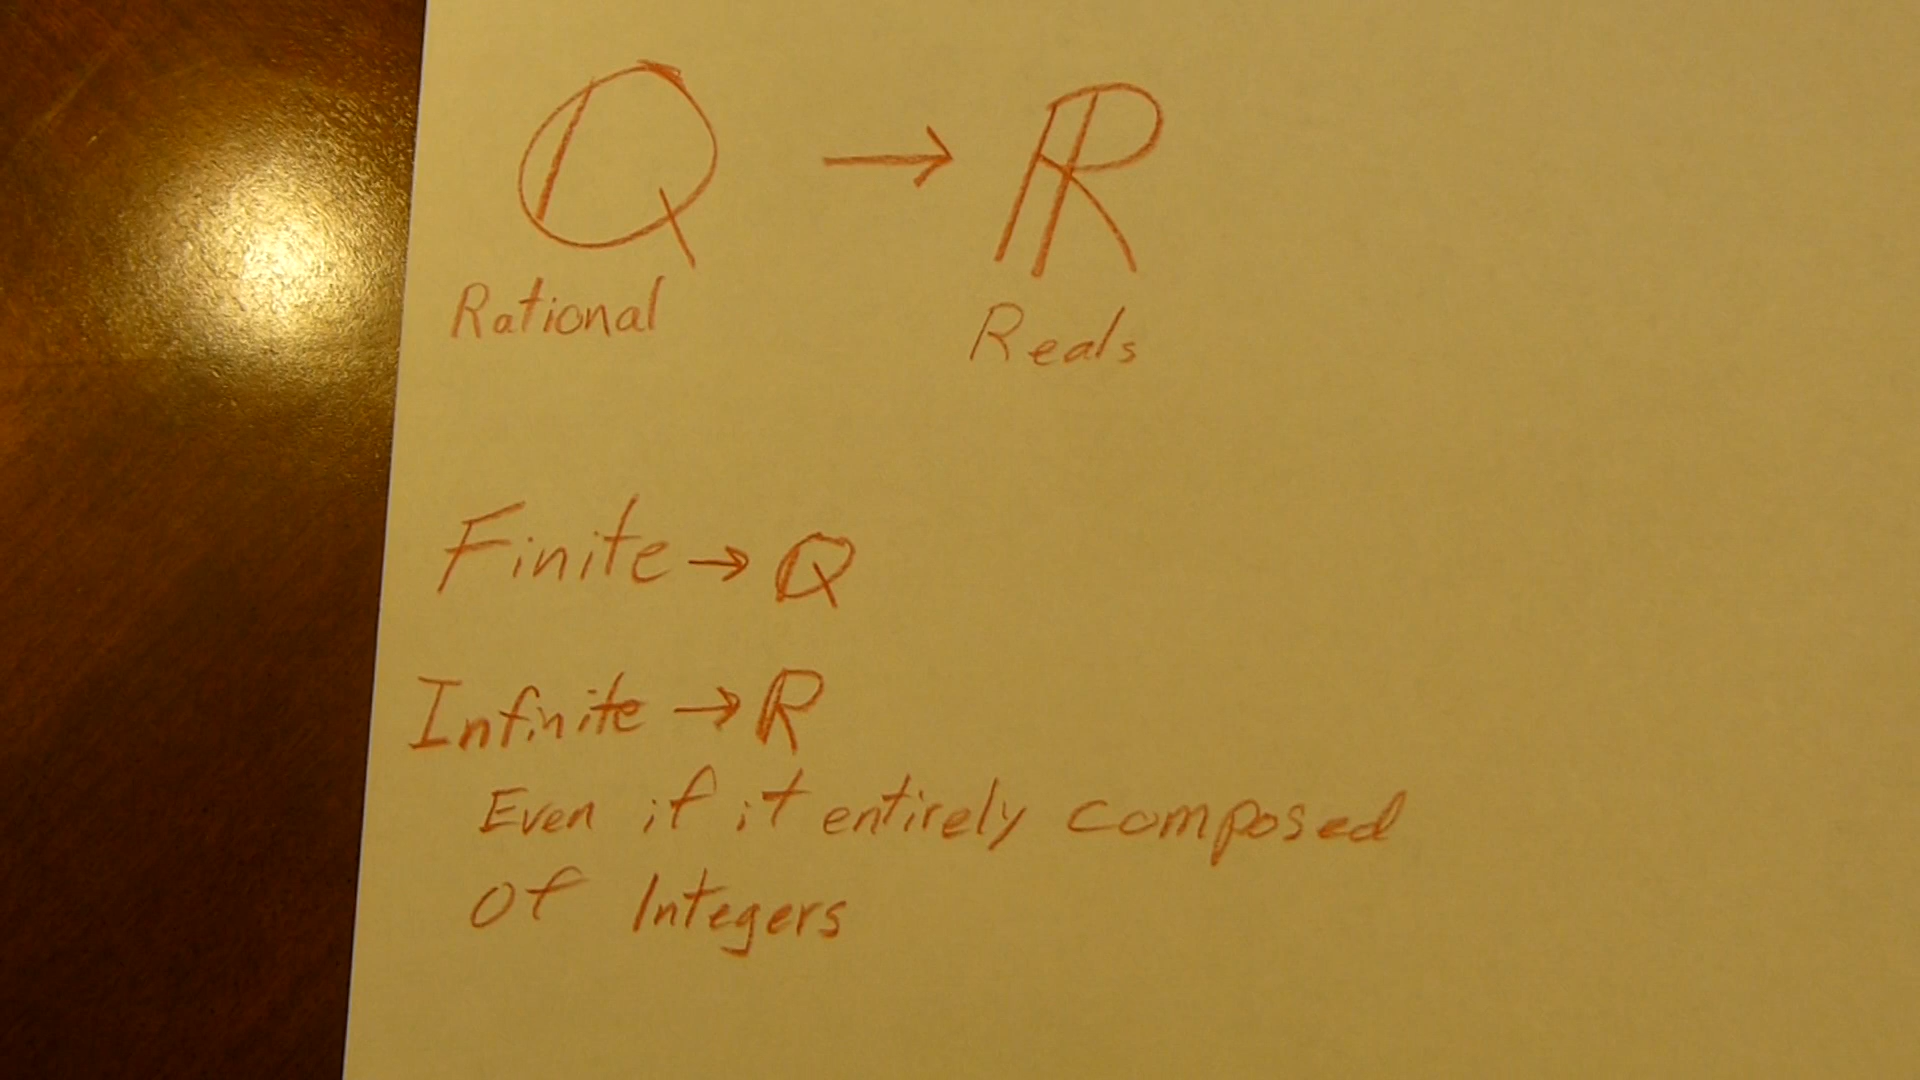 ℚ → ℝ
Rational Reals
Finite → ℚ
Infinite → ℝ
Even if it entirely composed
of Integers